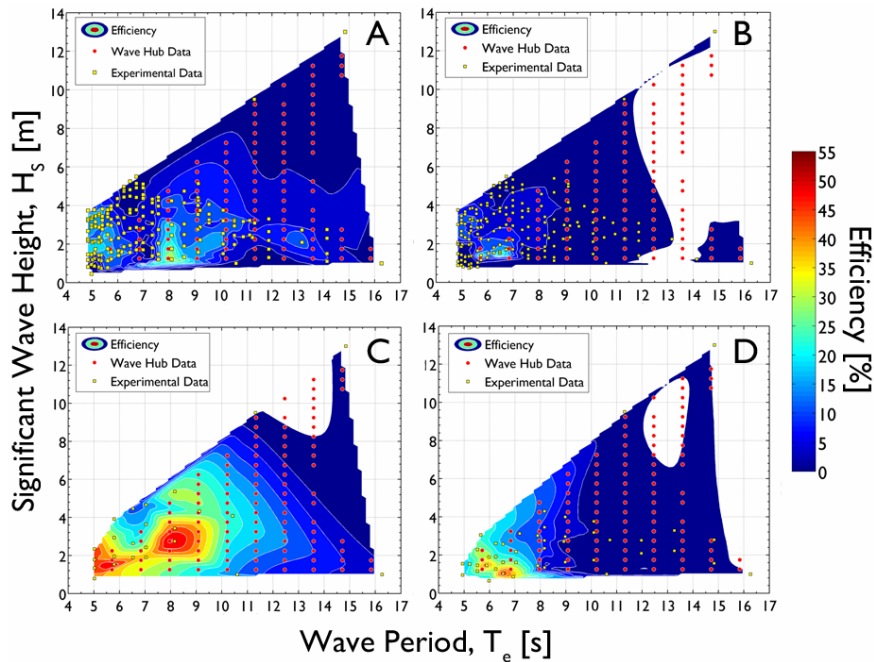 Significant Wave Height, H_s [m]
A
Efficiency
Wave Hub Data
Experimental Data
14
12
10
8
6
4
2
0
4 5 6 7 8 9 10 11 12 13 14 15 16 17
B
Efficiency
Wave Hub Data
Experimental Data
14
12
10
8
6
4
2
0
4 5 6 7 8 9 10 11 12 13 14 15 16 17
C
Efficiency
Wave Hub Data
Experimental Data
14
12
10
8
6
4
2
0
4 5 6 7 8 9 10 11 12 13 14 15 16 17
D
Efficiency
Wave Hub Data
Experimental Data
14
12
10
8
6
4
2
0
4 5 6 7 8 9 10 11 12 13 14 15 16 17
55
50
45
40
35
30
25
20
15
10
5
0
Efficiency [%]
Wave Period, T_e [s]